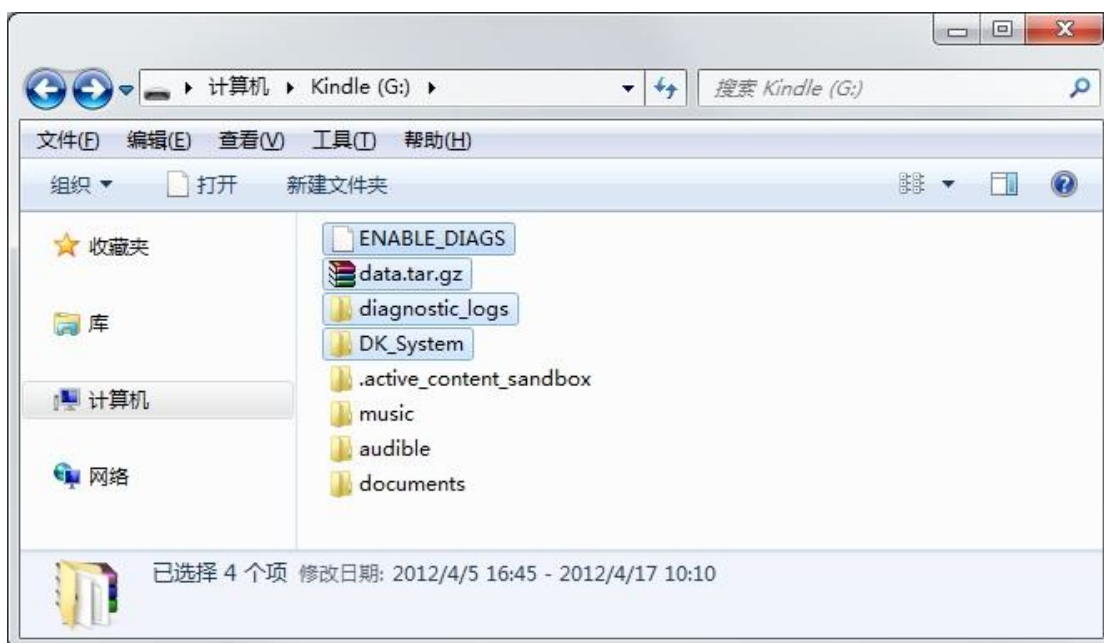 计算机 Kindle (G:) 搜索 Kindle (G:)
文件(F) 编辑(E) 查看(V) 工具(T) 帮助(H)
组织 打开 新建文件夹
收藏夹
库
计算机
网络
ENABLE_DIAGS
data.tar.gz
diagnostic_logs
DK_System
.active_content_sandbox
music
audible
documents
已选择 4 个项 修改日期: 2012/4/5 16:45 - 2012/4/17 10:10